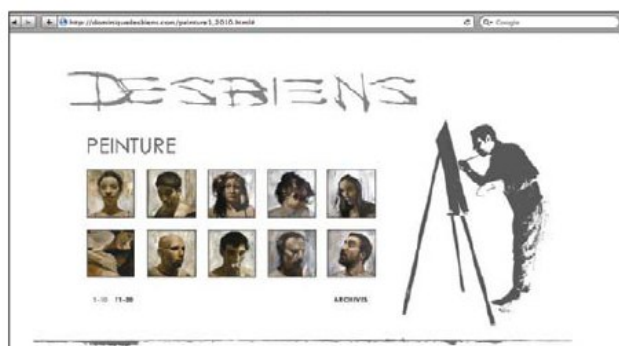 http://dominiquedesbiens.com/peinture1_2010.html#
Google
DESBIENS
PEINTURE
1-10 11-20
ARCHIVES